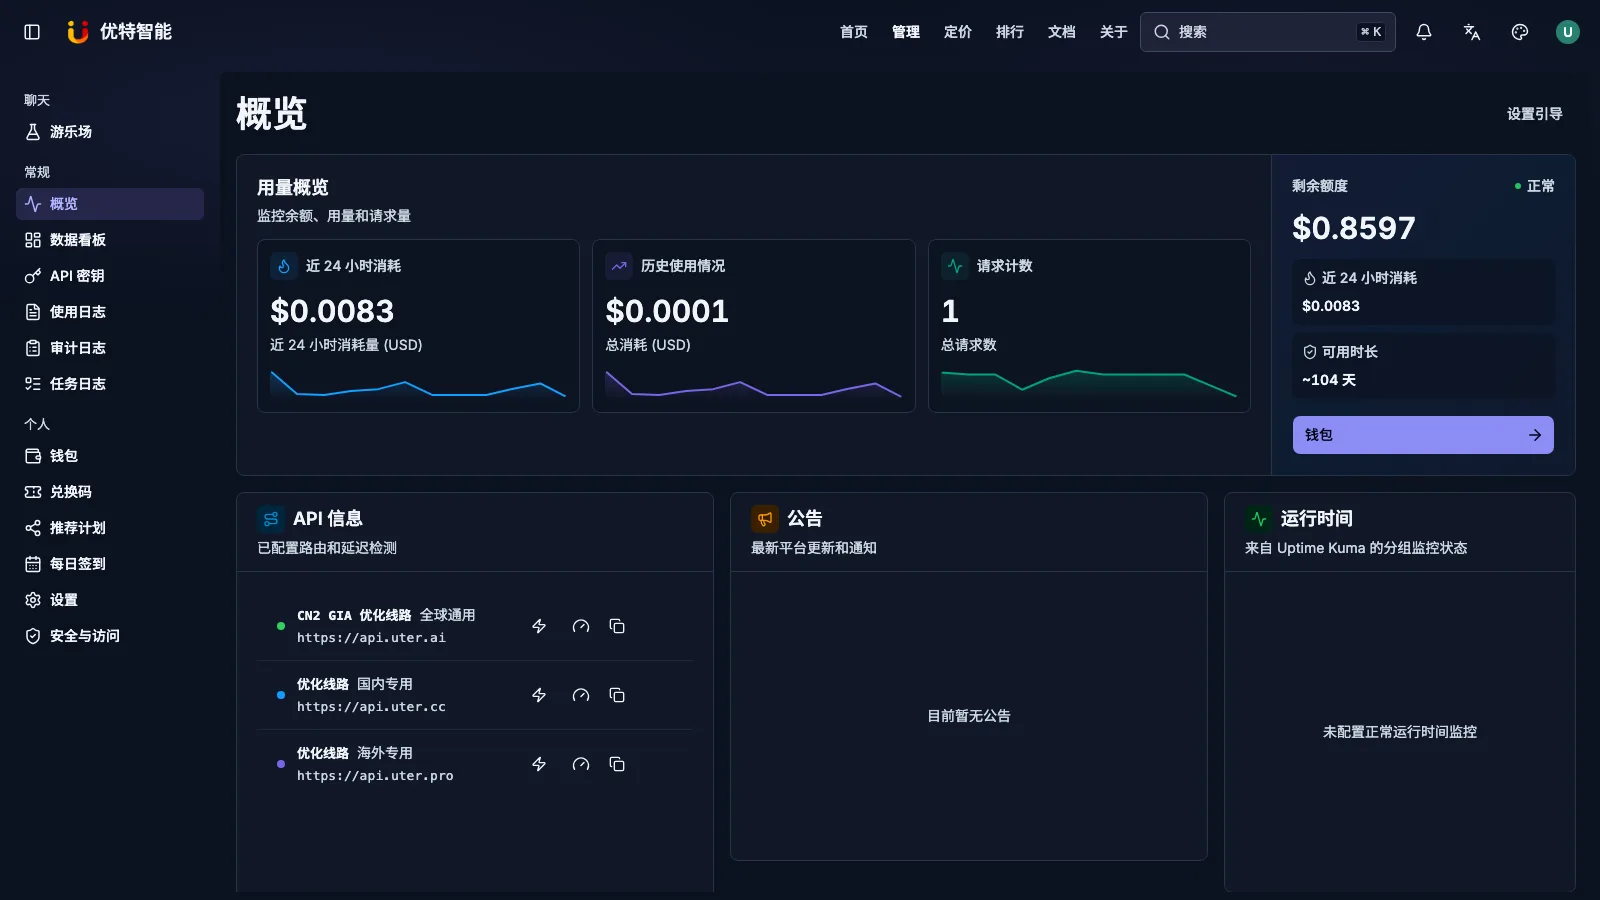 优特智能
首页
管理
定价
排行
文档
关于
搜索
⌘ K
U
聊天
游乐场
常规
概览
数据看板
API 密钥
使用日志
审计日志
任务日志
个人
钱包
兑换码
推荐计划
每日签到
设置
安全与访问
概览
设置引导
用量概览
监控余额、用量和请求量
近 24 小时消耗
$0.0083
近 24 小时消耗量 (USD)
历史使用情况
$0.0001
总消耗 (USD)
请求计数
1
总请求数
剩余额度
正常
$0.8597
近 24 小时消耗
$0.0083
可用时长
~104 天
钱包
API 信息
已配置路由和延迟检测
CN2 GIA 优化线路 全球通用
https://api.uter.ai
优化线路 国内专用
https://api.uter.cc
优化线路 海外专用
https://api.uter.pro
公告
最新平台更新和通知
目前暂无公告
运行时间
来自 Uptime Kuma 的分组监控状态
未配置正常运行时间监控